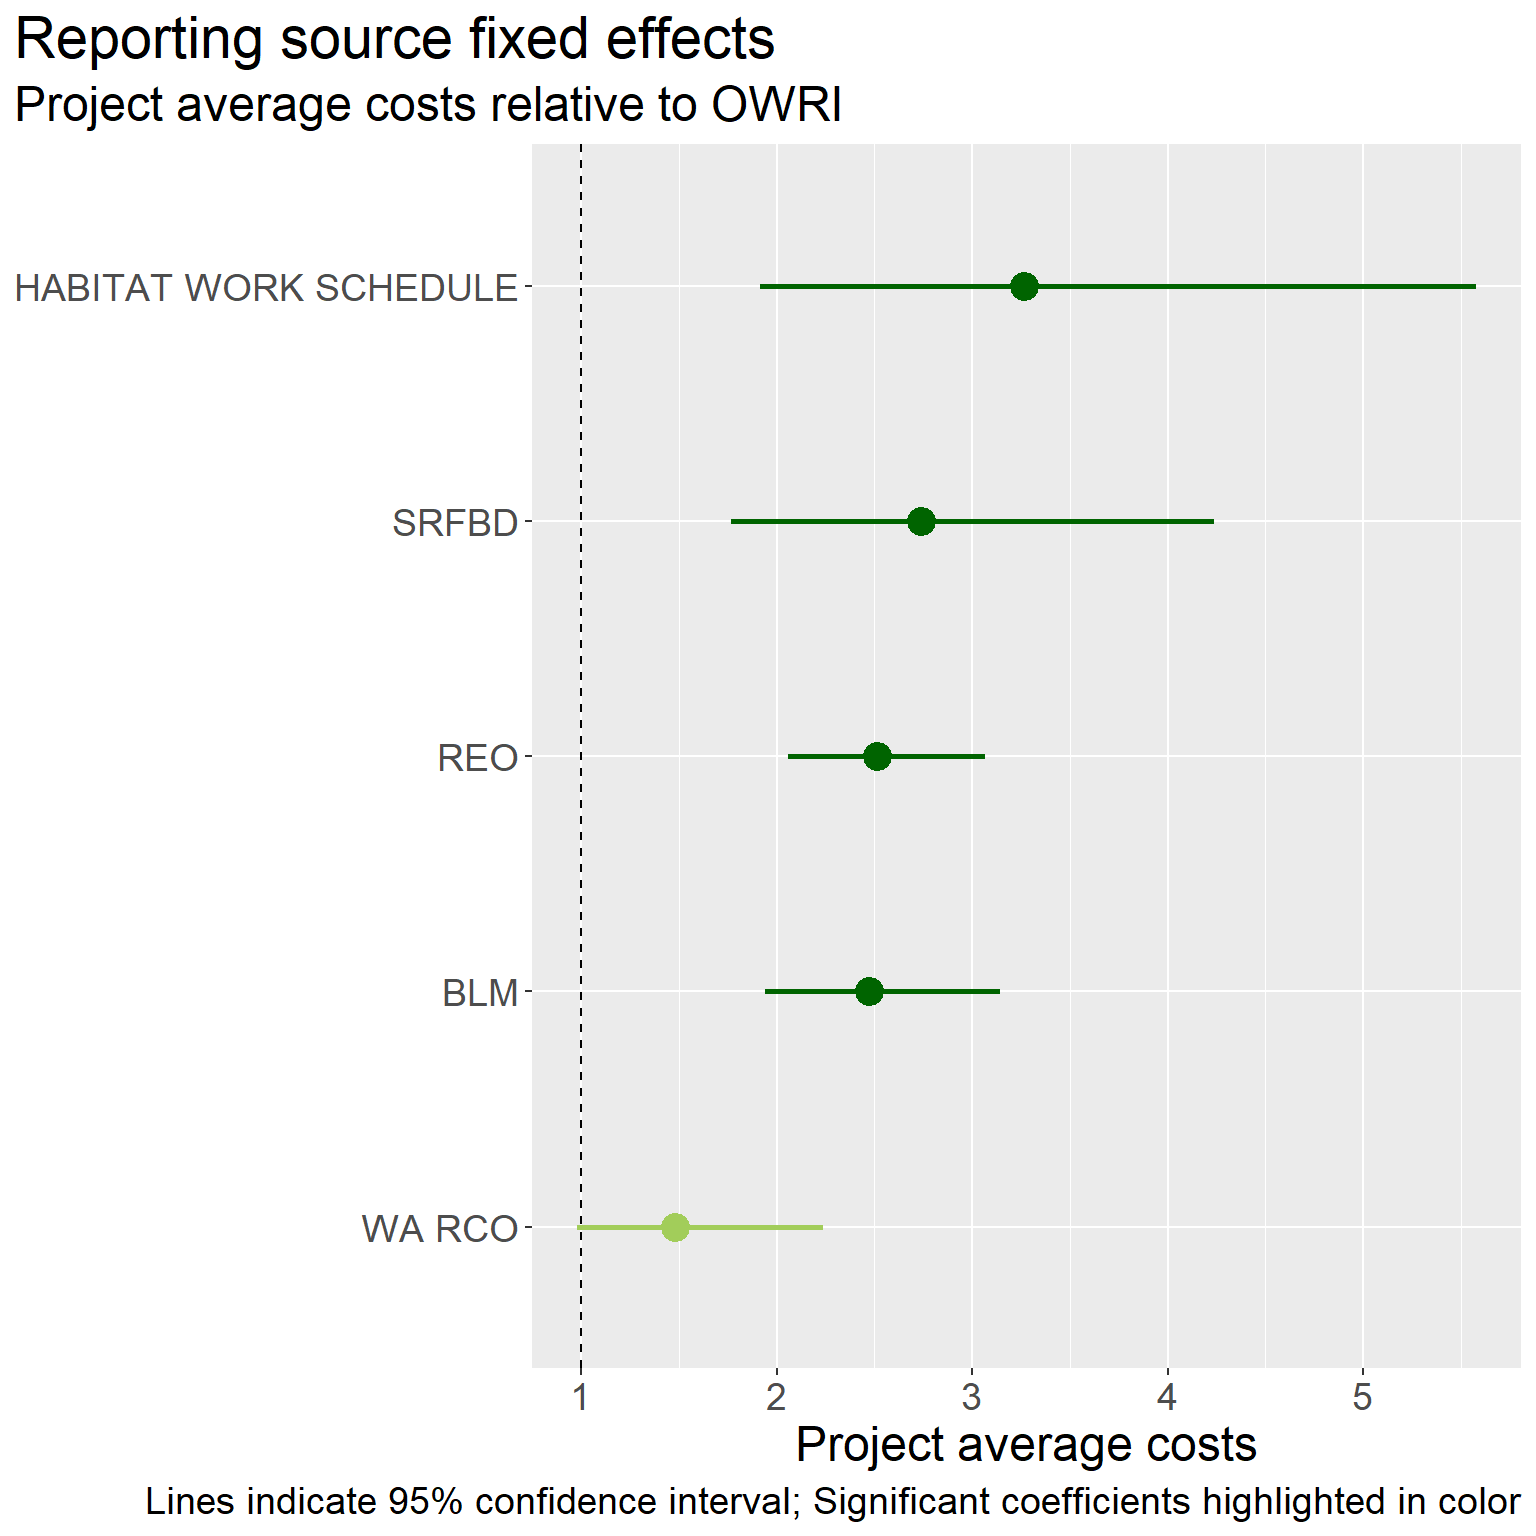 Reporting source fixed effects
Project average costs relative to OWRI
HABITAT WORK SCHEDULE
SRFBD
REO
BLM
WA RCO
1 2 3 4 5
Project average costs
Lines indicate 95% confidence interval; Significant coefficients highlighted in color